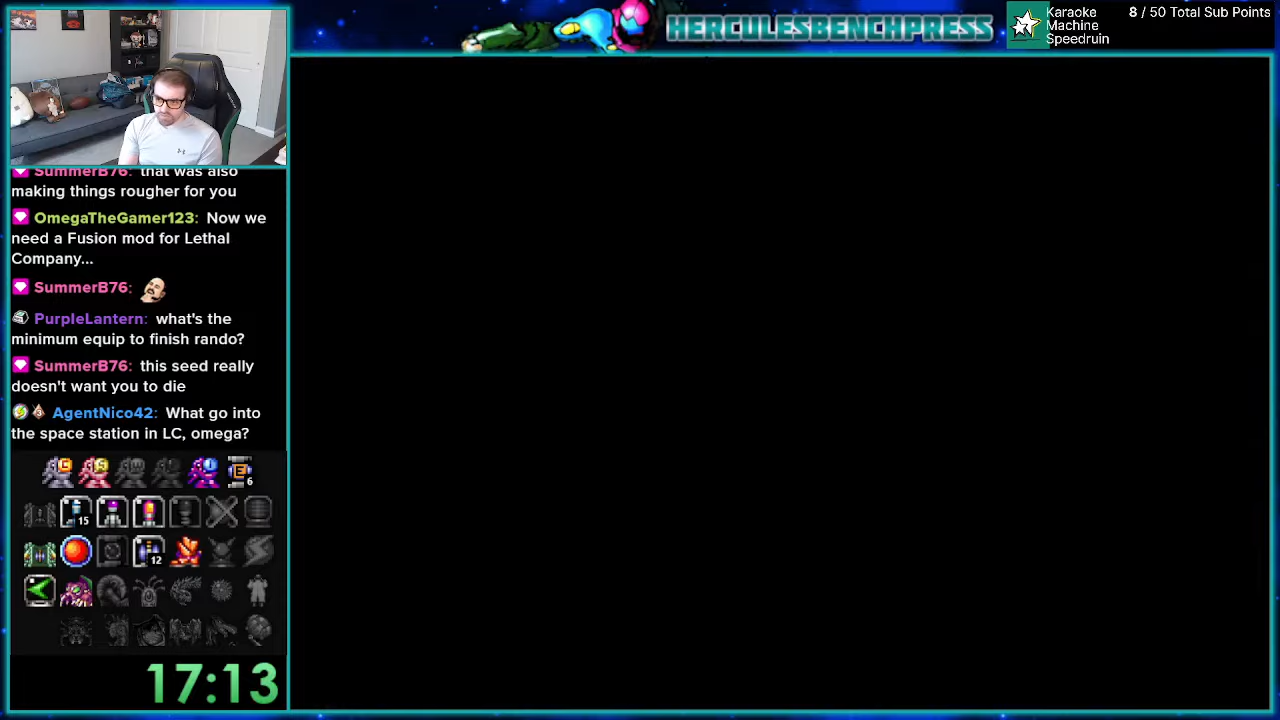 HERCULESBENCHPRESS
Karaoke
Machine
Speedruin
8 / 50 Total Sub Points
SummerB76: that was also
making things rougher for you
OmegaTheGamer123: Now we
need a Fusion mod for Lethal
Company...
SummerB76:
PurpleLantern: what's the
minimum equip to finish rando?
SummerB76: this seed really
doesn't want you to die
AgentNico42: What go into
the space station in LC, omega?
C S W I E 6
15
12
17:13